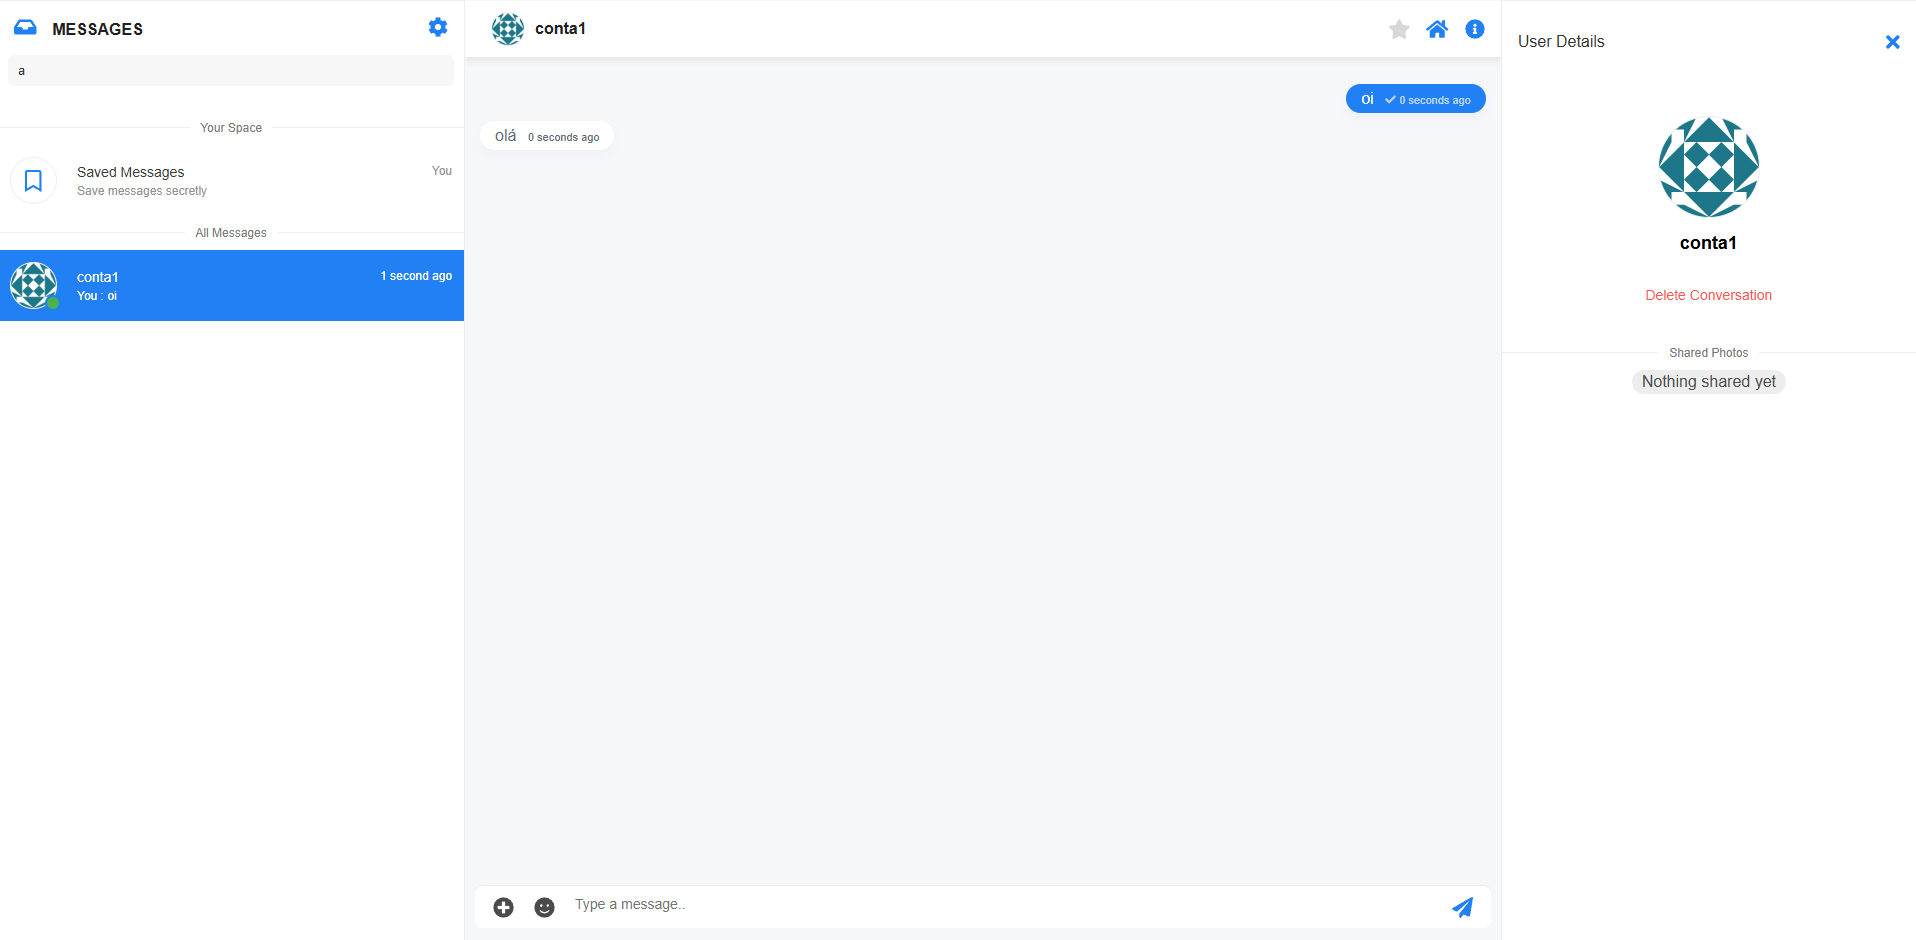 MESSAGES
a
Your Space
Saved Messages
You
Save messages secretly
All Messages
conta1
1 second ago
You : oi
conta1
oi 0 seconds ago
olá 0 seconds ago
Type a message..
User Details
conta1
Delete Conversation
Shared Photos
Nothing shared yet